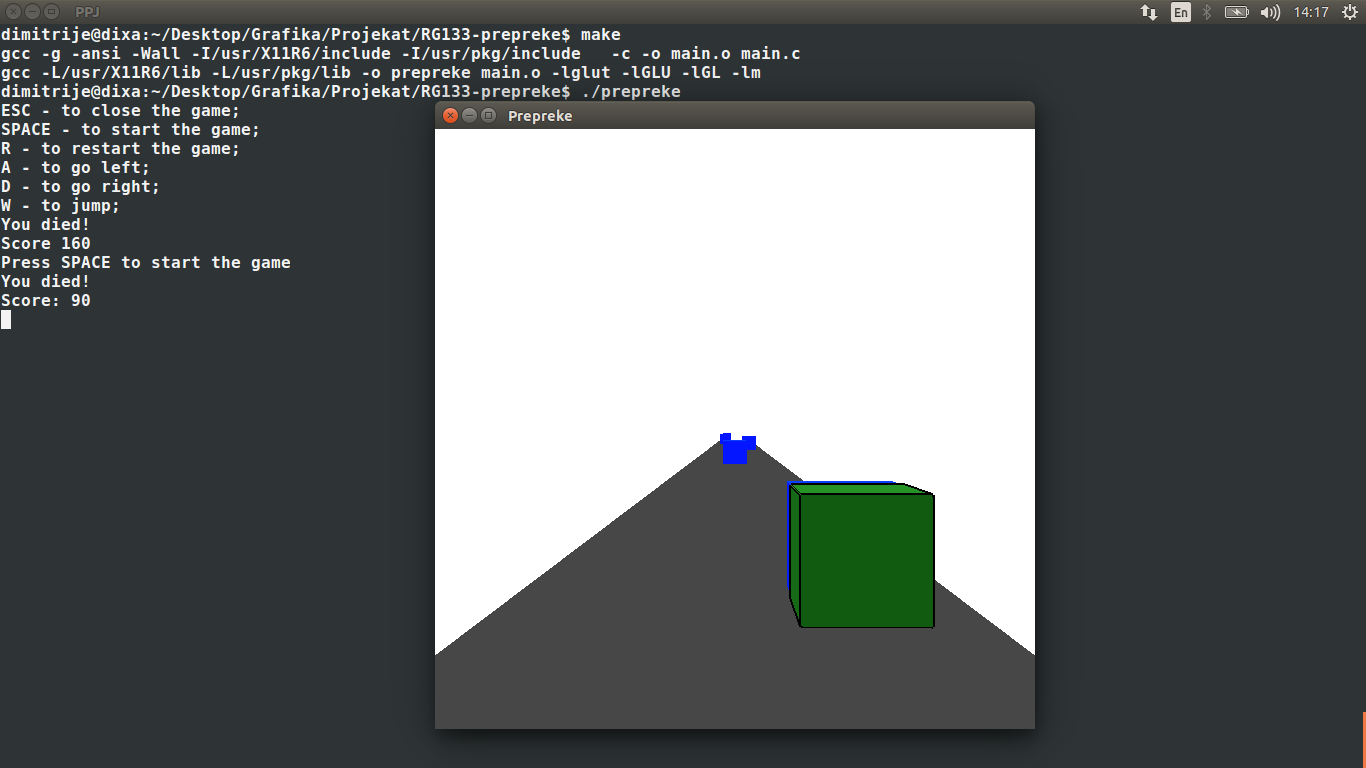 PPJ
En
14:17
dimitrije@dixa:~/Desktop/Grafika/Projekat/RG133-prepreke$ make
gcc -g -ansi -Wall -I/usr/X11R6/include -I/usr/pkg/include   -c -o main.o main.c
gcc -L/usr/X11R6/lib -L/usr/pkg/lib -o prepreke main.o -lglut -lGLU -lGL -lm
dimitrije@dixa:~/Desktop/Grafika/Projekat/RG133-prepreke$ ./prepreke
ESC - to close the game;
SPACE - to start the game;
R - to restart the game;
A - to go left;
D - to go right;
W - to jump;
You died!
Score 160
Press SPACE to start the game
You died!
Score: 90
Prepreke